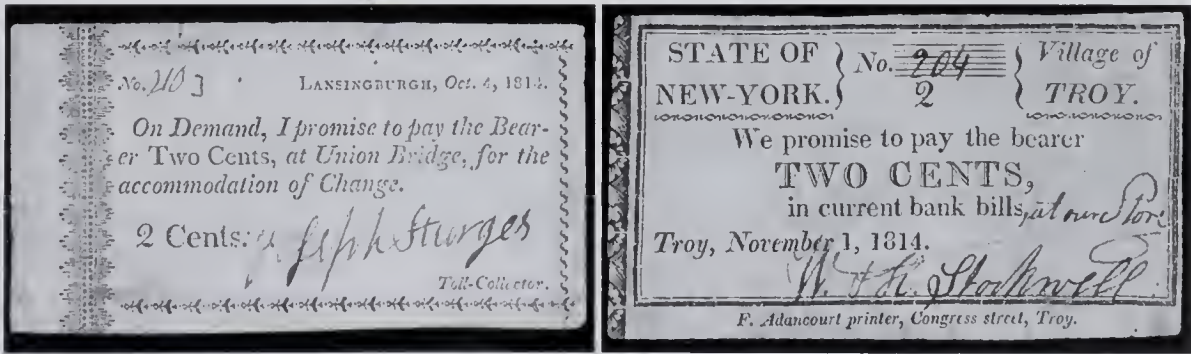 No. 2103
LANSINGBURGH, Oct. 4, 1814.
On Demand, I promise to pay the Bear-
er Two Cents, at Union Bridge, for the
accommodation of Change.
2 Cents. Joseph Sturges
Toll-Collector.
STATE OF NEW-YORK.
No. 204
2
Village of TROY.
We promise to pay the bearer
TWO CENTS,
in current bank bills, at our Store
Troy, November 1, 1814.
W. & R. Stockwell
F. Adancourt printer, Congress street, Troy.